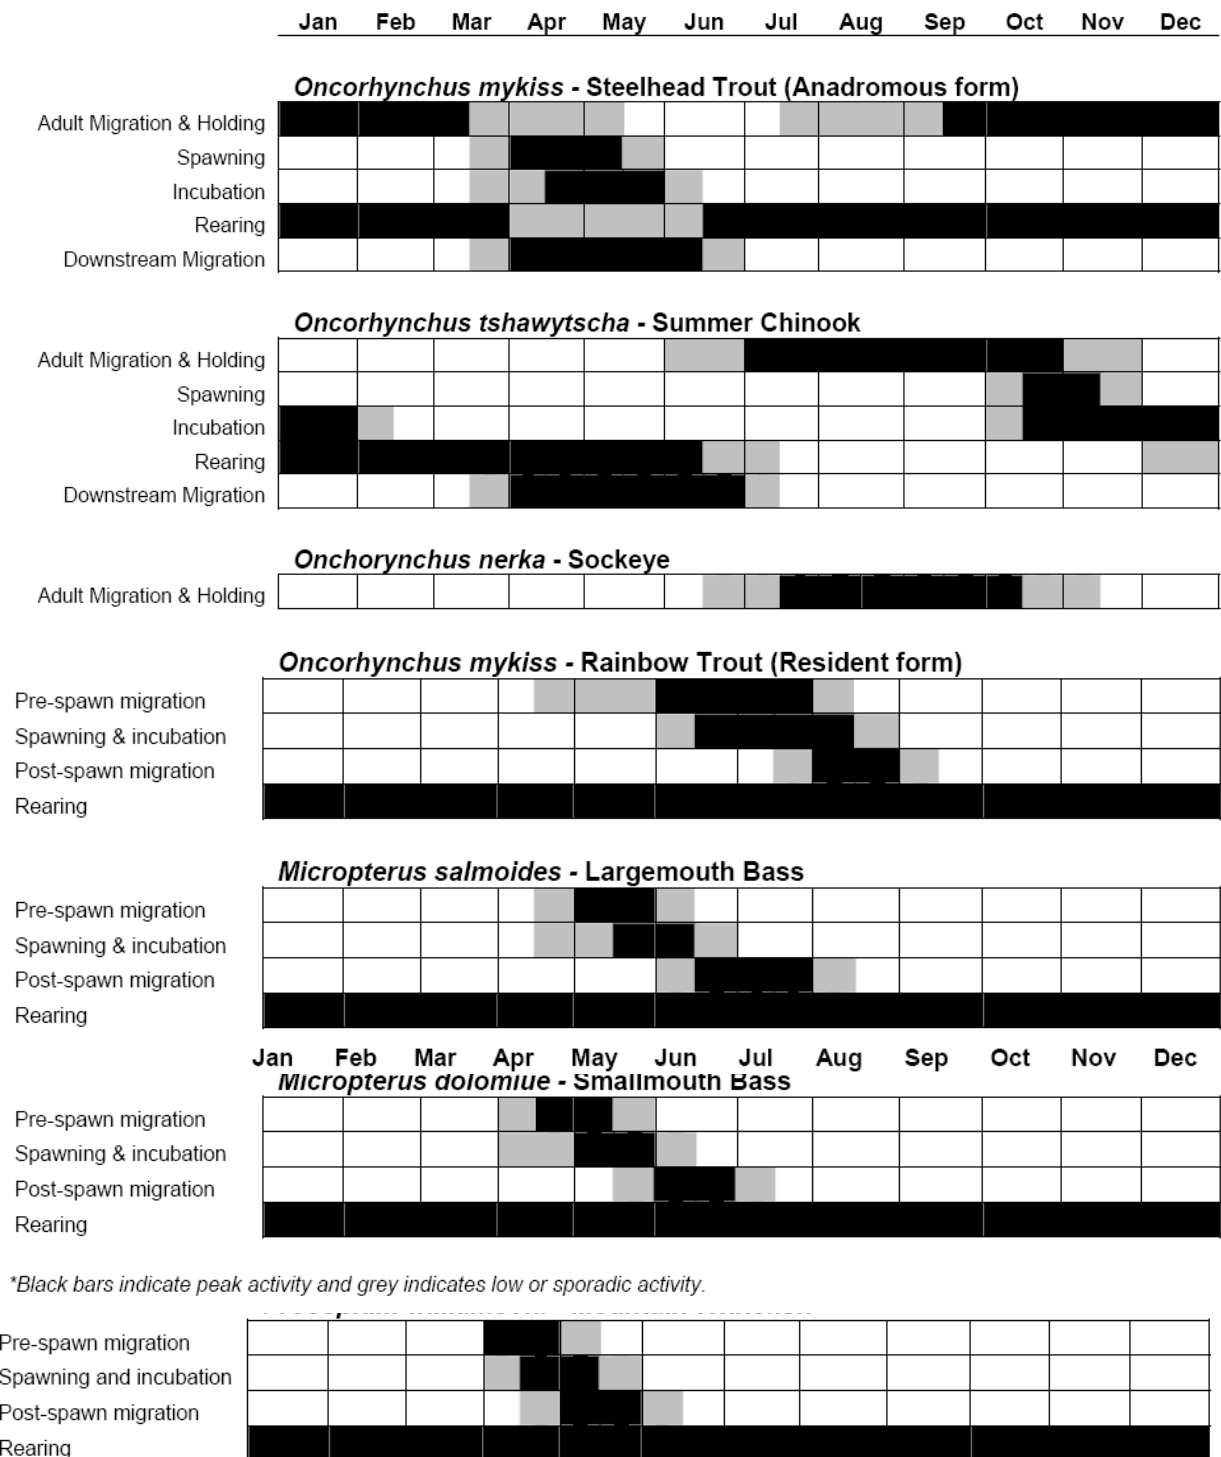 Jan Feb Mar Apr May Jun Jul Aug Sep Oct Nov Dec
Oncorhynchus mykiss - Steelhead Trout (Anadromous form)
Adult Migration & Holding
Spawning
Incubation
Rearing
Downstream Migration
Oncorhynchus tshawytscha - Summer Chinook
Adult Migration & Holding
Spawning
Incubation
Rearing
Downstream Migration
Onchorynchus nerka - Sockeye
Adult Migration & Holding
Oncorhynchus mykiss - Rainbow Trout (Resident form)
Pre-spawn migration
Spawning & incubation
Post-spawn migration
Rearing
Micropterus salmoides - Largemouth Bass
Pre-spawn migration
Spawning & incubation
Post-spawn migration
Rearing
Jan Feb Mar Apr May Jun Jul Aug Sep Oct Nov Dec
Micropterus dolomiue - Smallmouth Bass
Pre-spawn migration
Spawning & incubation
Post-spawn migration
Rearing
*Black bars indicate peak activity and grey indicates low or sporadic activity.
Pre-spawn migration
Spawning and incubation
Post-spawn migration
Rearing